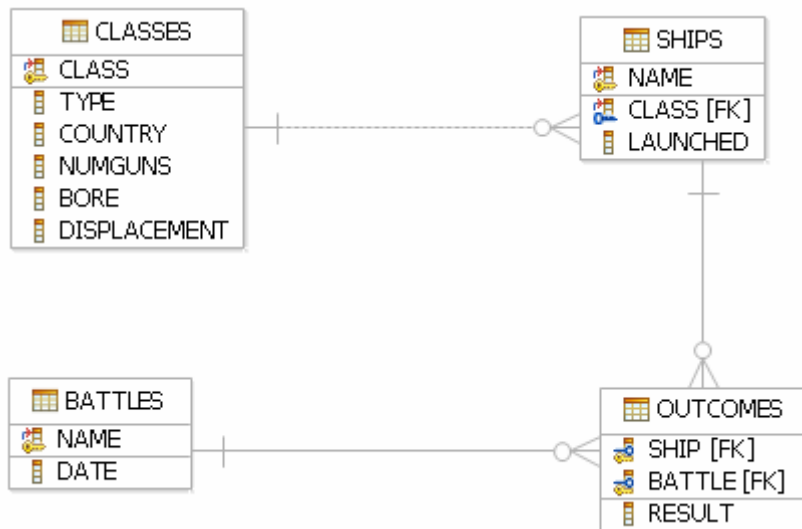 CLASSES
CLASS
TYPE
COUNTRY
NUMGUNS
BORE
DISPLACEMENT
SHIPS
NAME
CLASS [FK]
LAUNCHED
BATTLES
NAME
DATE
OUTCOMES
SHIP [FK]
BATTLE [FK]
RESULT